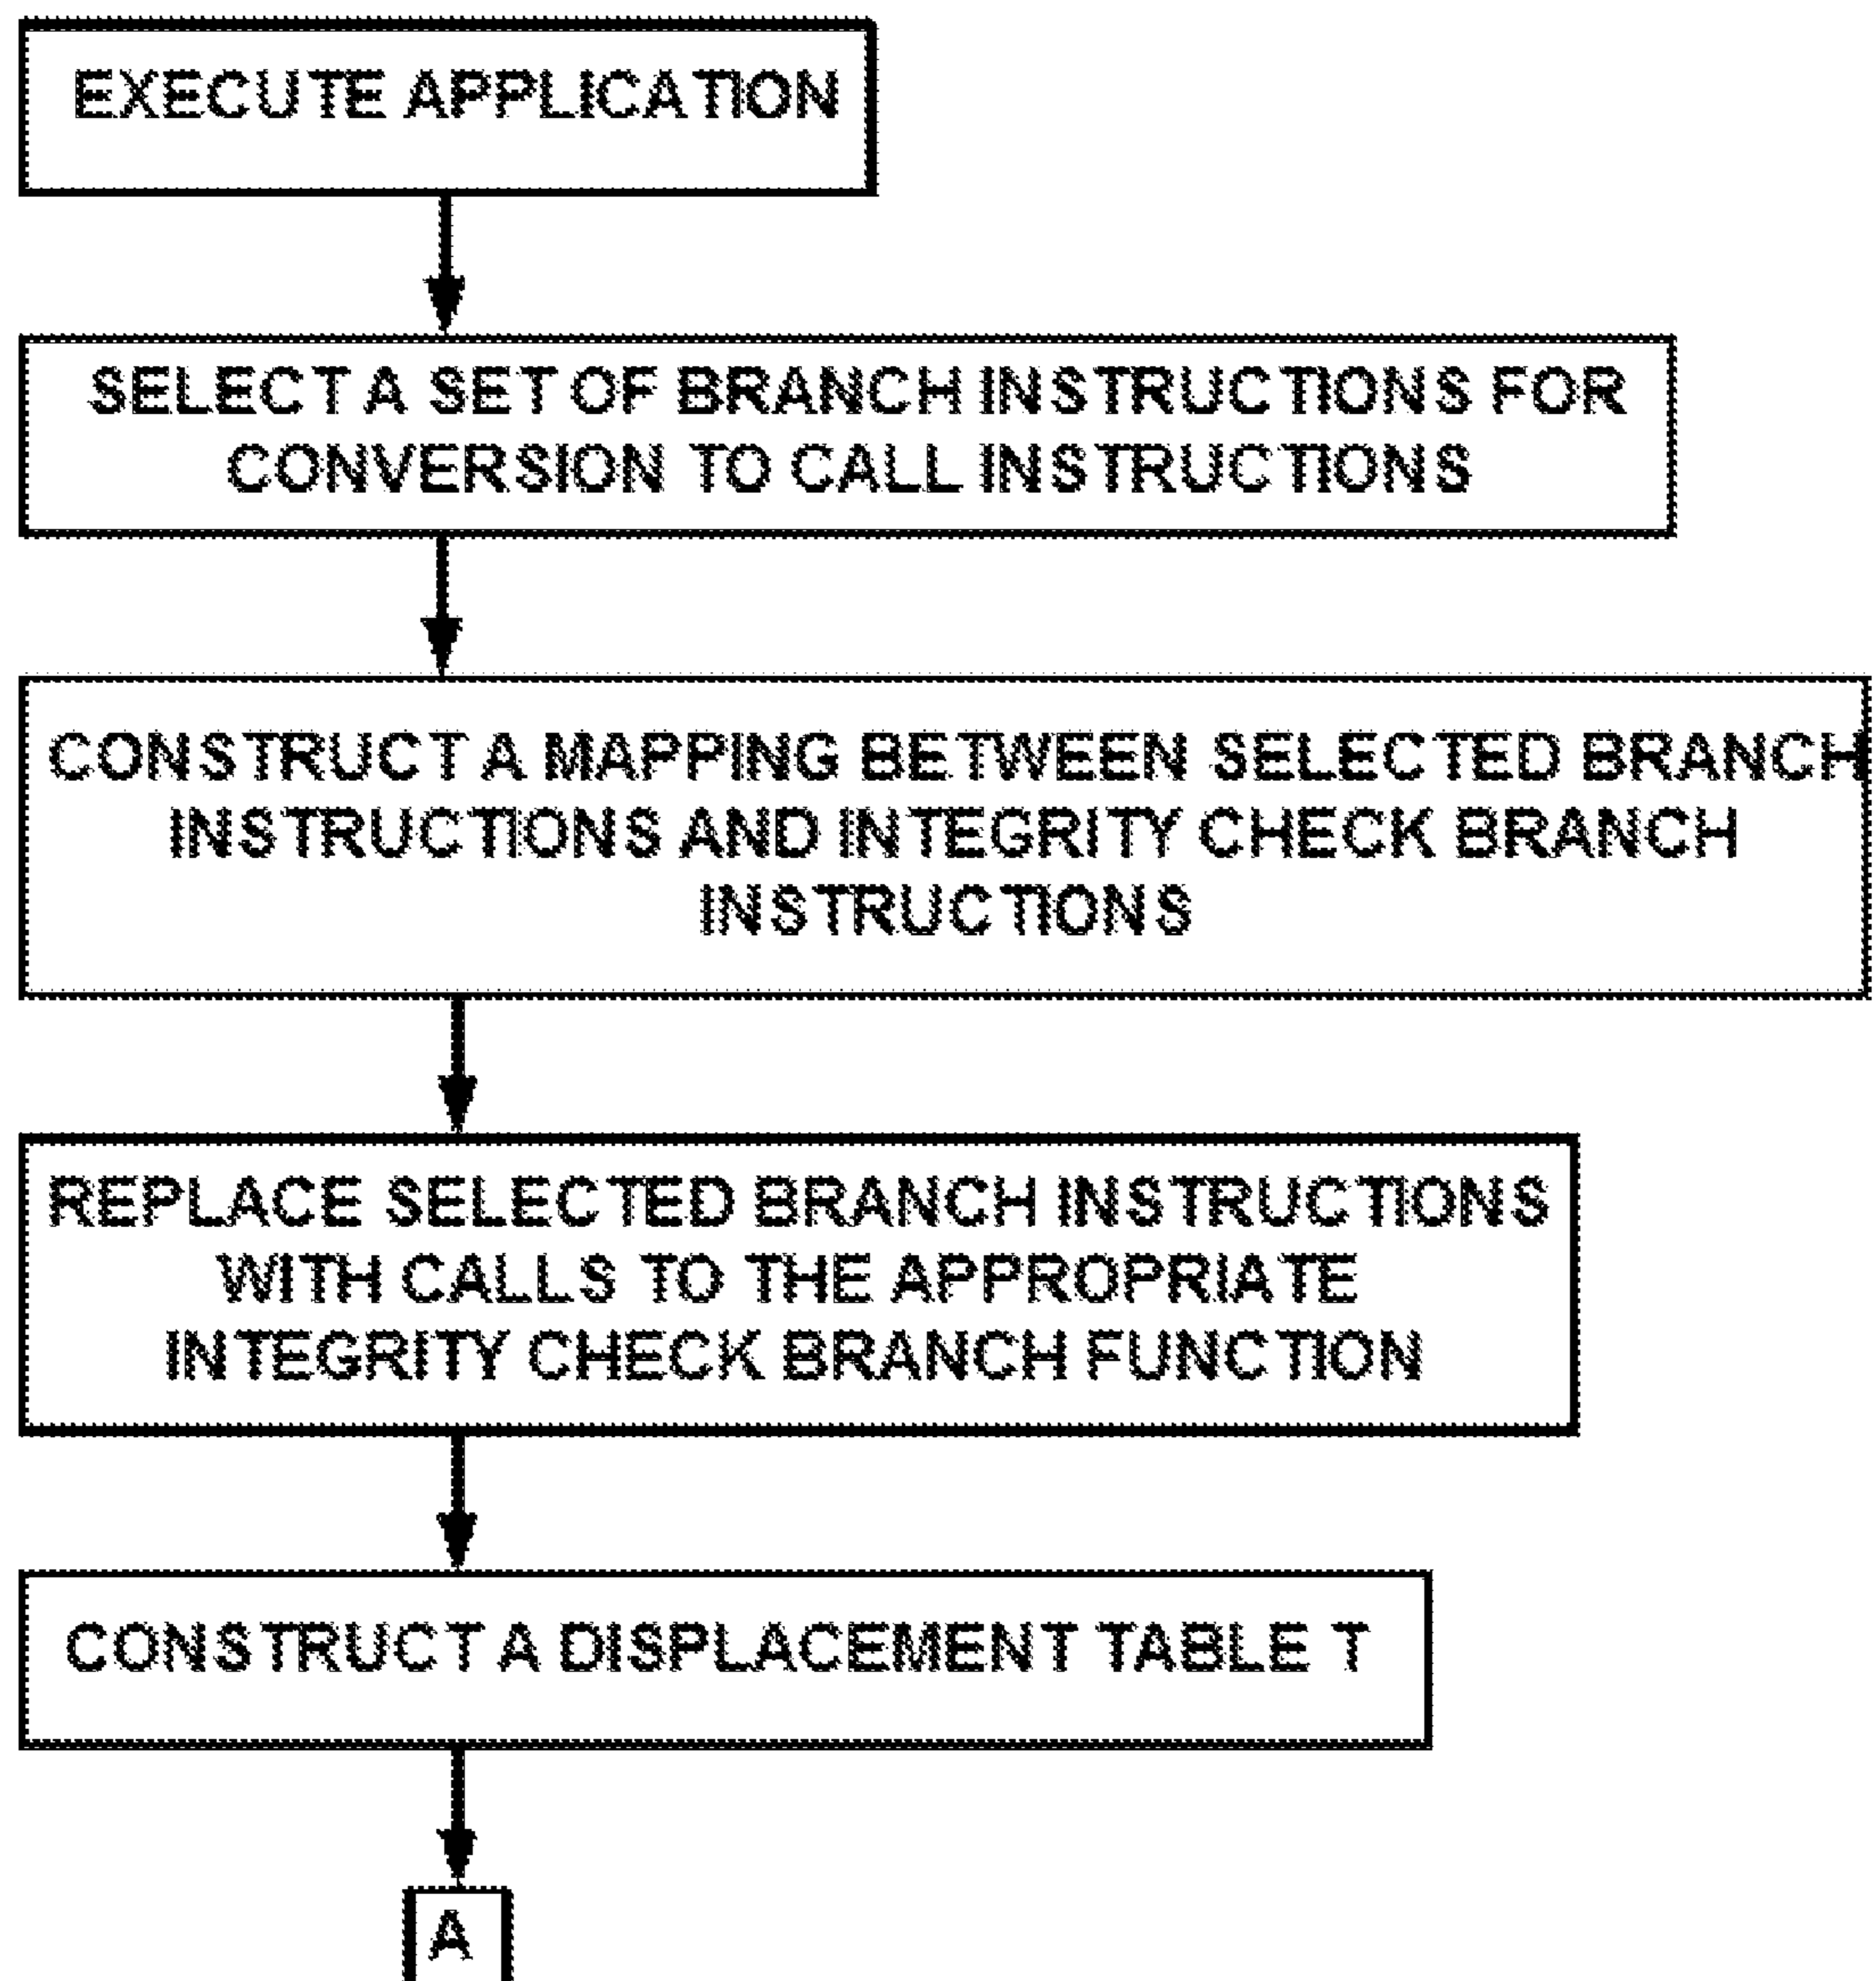 EXECUTE APPLICATION
SELECT A SET OF BRANCH INSTRUCTIONS FOR
CONVERSION TO CALL INSTRUCTIONS
CONSTRUCT A MAPPING BETWEEN SELECTED BRANCH
INSTRUCTIONS AND INTEGRITY CHECK BRANCH
INSTRUCTIONS
REPLACE SELECTED BRANCH INSTRUCTIONS
WITH CALLS TO THE APPROPRIATE
INTEGRITY CHECK BRANCH FUNCTION
CONSTRUCT A DISPLACEMENT TABLE T
A